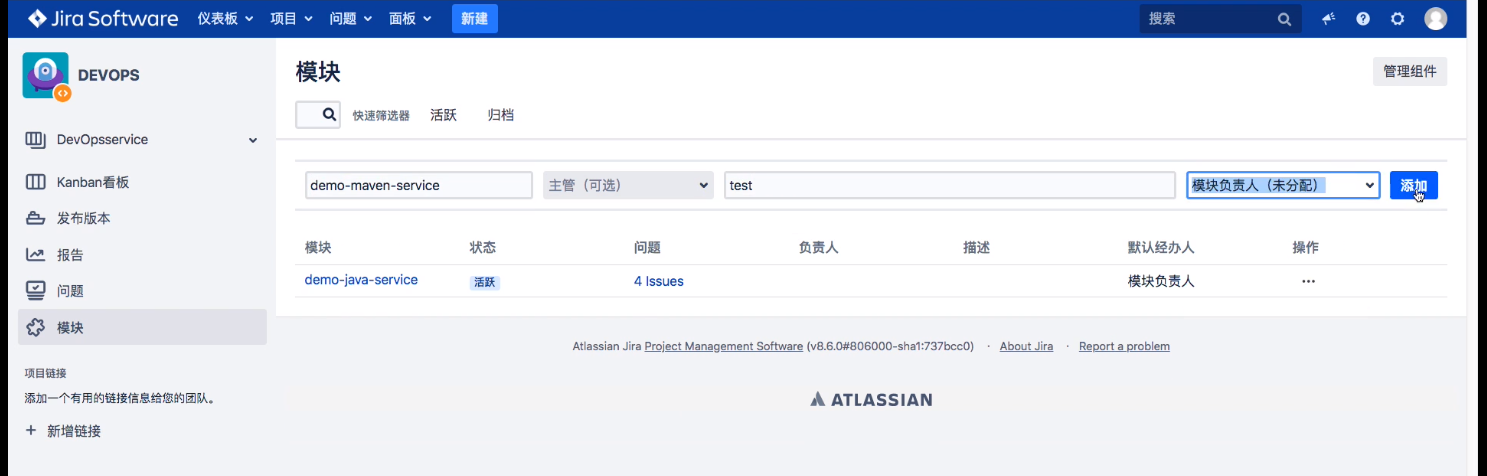 Jira Software 仪表板 项目 问题 面板 新建 搜索
DEVOPS
DevOpsservice
Kanban看板
发布版本
报告
问题
模块
项目链接
添加一个有用的链接信息给您的团队。
+ 新增链接
模块 管理组件
快速筛选器 活跃 归档
demo-maven-service 主管（可选） test 模块负责人（未分配） 添加
模块 状态 问题 负责人 描述 默认经办人 操作
demo-java-service 活跃 4 Issues 模块负责人 ···
Atlassian Jira Project Management Software (v8.6.0#806000-sha1:737bcc0) · About Jira · Report a problem
ATLASSIAN